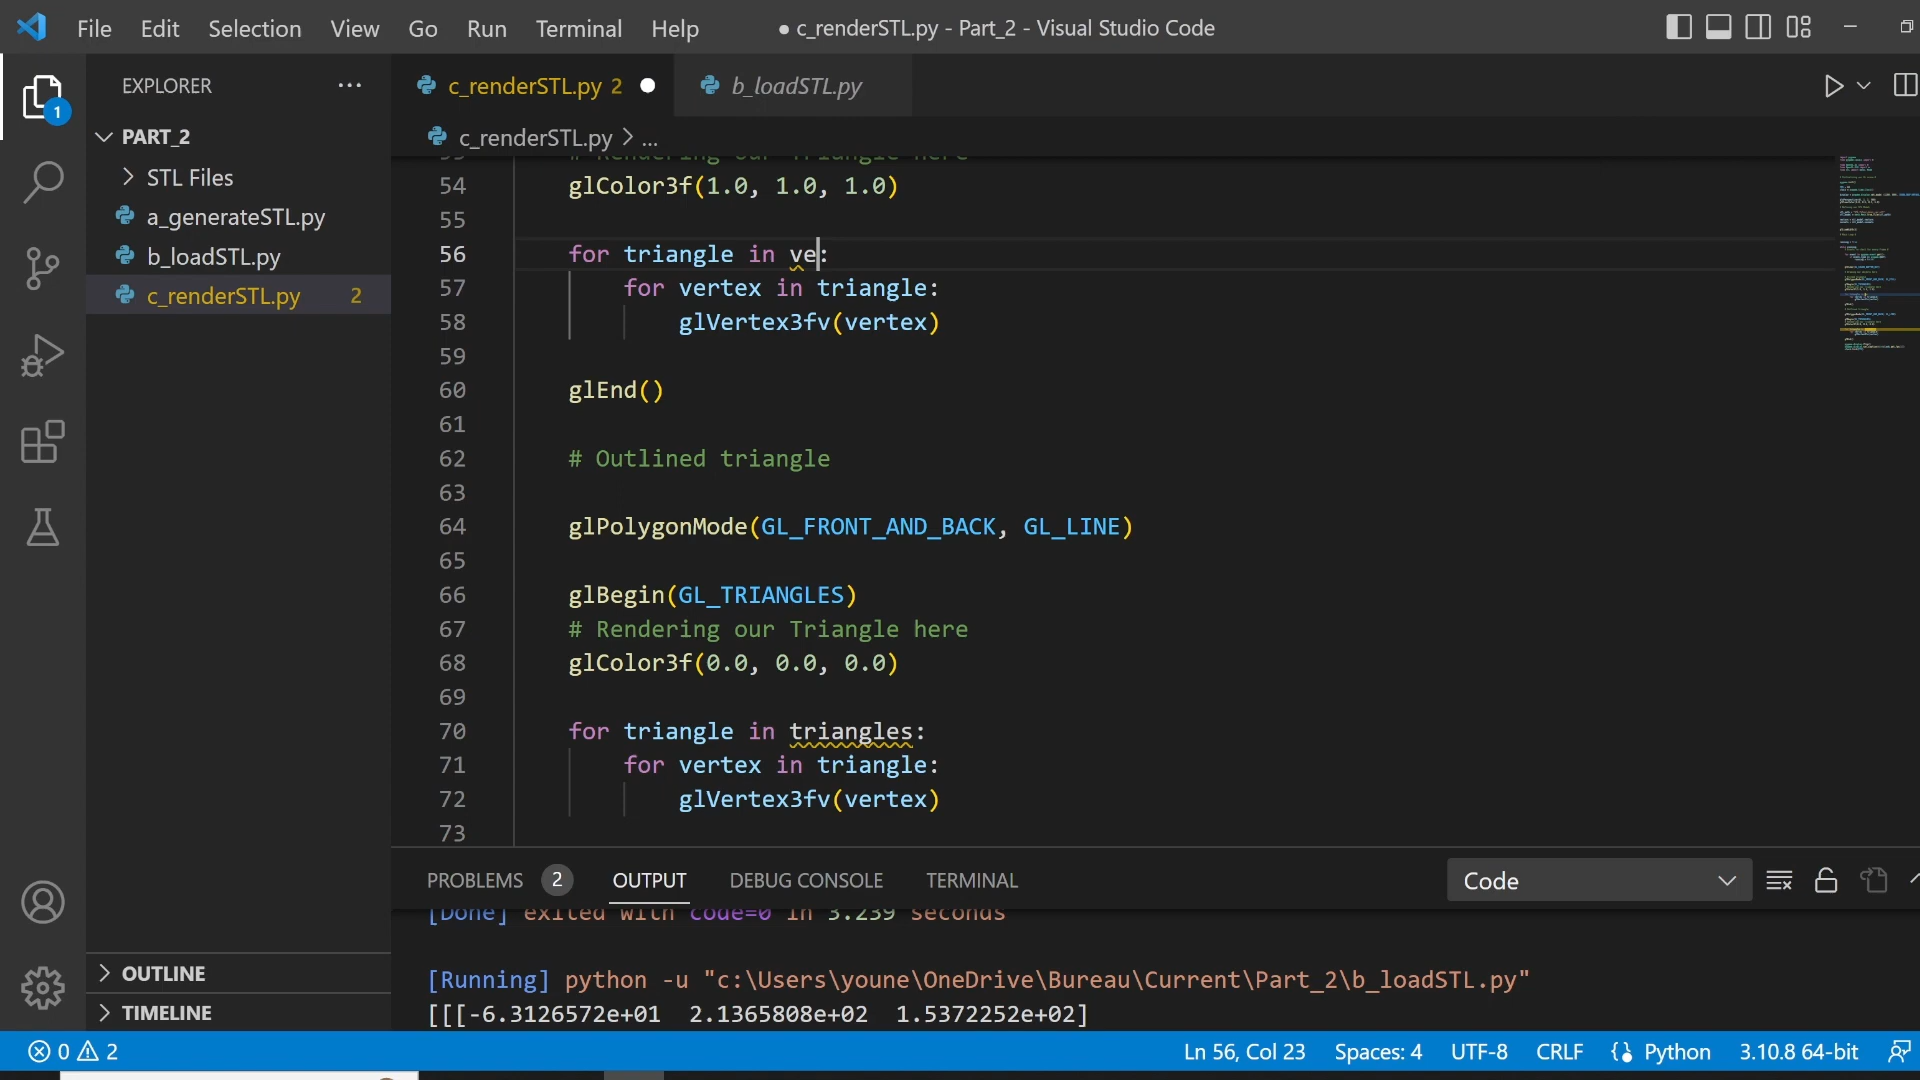 File Edit Selection View Go Run Terminal Help ● c_renderSTL.py - Part_2 - Visual Studio Code
EXPLORER ...
c_renderSTL.py 2 ● b_loadSTL.py
1
PART_2
c_renderSTL.py > ...
STL Files
a_generateSTL.py
b_loadSTL.py
c_renderSTL.py 2
# Rendering our Triangle here
54 glColor3f(1.0, 1.0, 1.0)
55
56 for triangle in ve:
57 for vertex in triangle:
58 glVertex3fv(vertex)
59
60 glEnd()
61
62 # Outlined triangle
63
64 glPolygonMode(GL_FRONT_AND_BACK, GL_LINE)
65
66 glBegin(GL_TRIANGLES)
67 # Rendering our Triangle here
68 glColor3f(0.0, 0.0, 0.0)
69
70 for triangle in triangles:
71 for vertex in triangle:
72 glVertex3fv(vertex)
73
PROBLEMS 2 OUTPUT DEBUG CONSOLE TERMINAL Code
[Done] exited with code=0 in 3.239 seconds
[Running] python -u "c:\Users\youne\OneDrive\Bureau\Current\Part_2\b_loadSTL.py"
[[[-6.3126572e+01 2.1365808e+02 1.5372252e+02]
OUTLINE
TIMELINE
0 2 Ln 56, Col 23 Spaces: 4 UTF-8 CRLF Python 3.10.8 64-bit